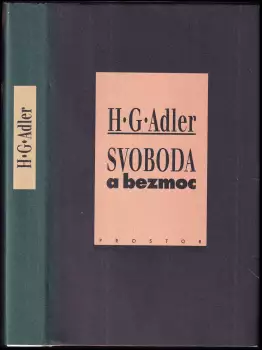 H·G·Adler
H·G·Adler
SVOBODA
a bezmoc
PROSTOR